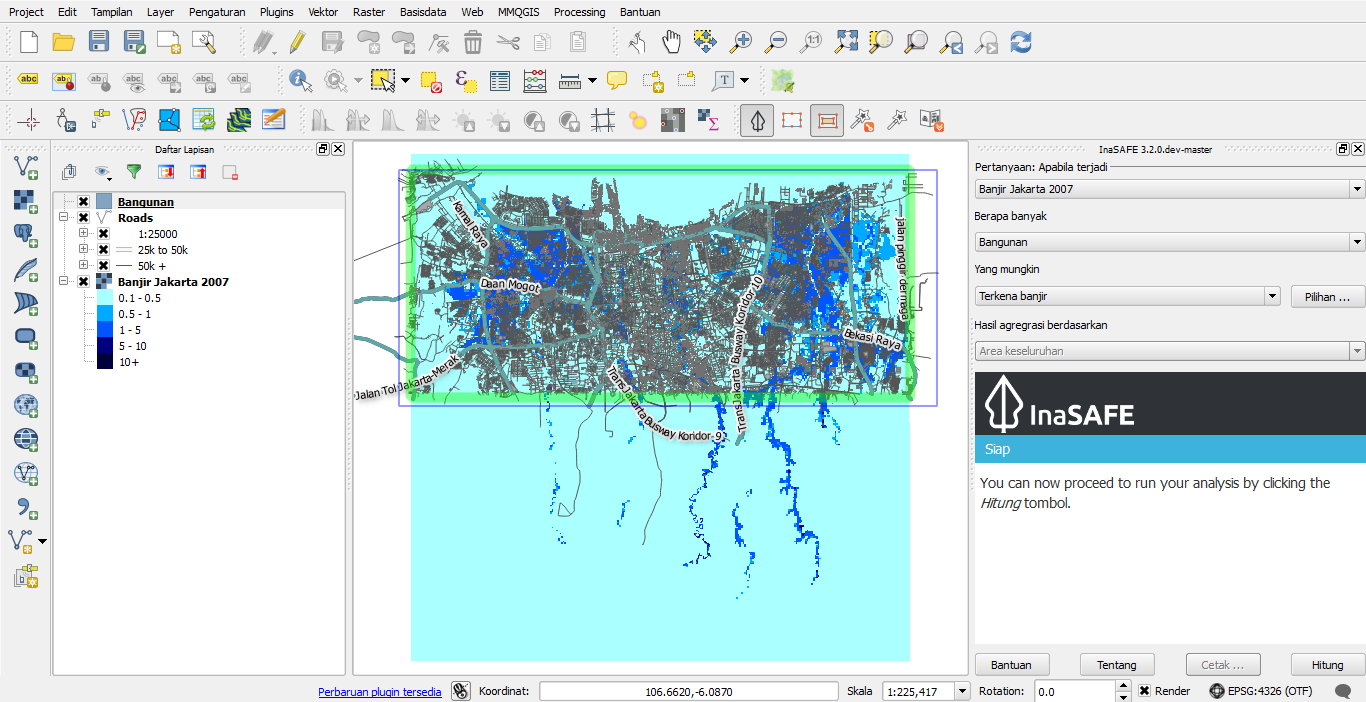 Project Edit Tampilan Layer Pengaturan Plugins Vektor Raster Basisdata Web MMQGIS Processing Bantuan
1:1
abc
T
Daftar Lapisan
InaSAFE 3.2.0.dev-master
Pertanyaan: Apabila terjadi
Banjir Jakarta 2007
Berapa banyak
Bangunan
Yang mungkin
Terkena banjir
Pilihan ...
Hasil agregrasi berdasarkan
Area keseluruhan
InaSAFE
Siap
You can now proceed to run your analysis by clicking the
Hitung tombol.
Bangunan
Roads
1:25000
25k to 50k
50k +
Banjir Jakarta 2007
0.1 - 0.5
0.5 - 1
1 - 5
5 - 10
10+
Kamal Raya
Daan Mogot
jalan pinggir dermaga
TransJakarta Busway Koridor 10
Bekasi Raya
Jalan Tol Jakarta-Merak
TransJakarta Busway Koridor 9
Bantuan Tentang Cetak ... Hitung
Perbaruan plugin tersedia Koordinat: 106.6620,-6.0870 Skala 1:225,417 Rotation: 0.0 Render EPSG:4326 (OTF)